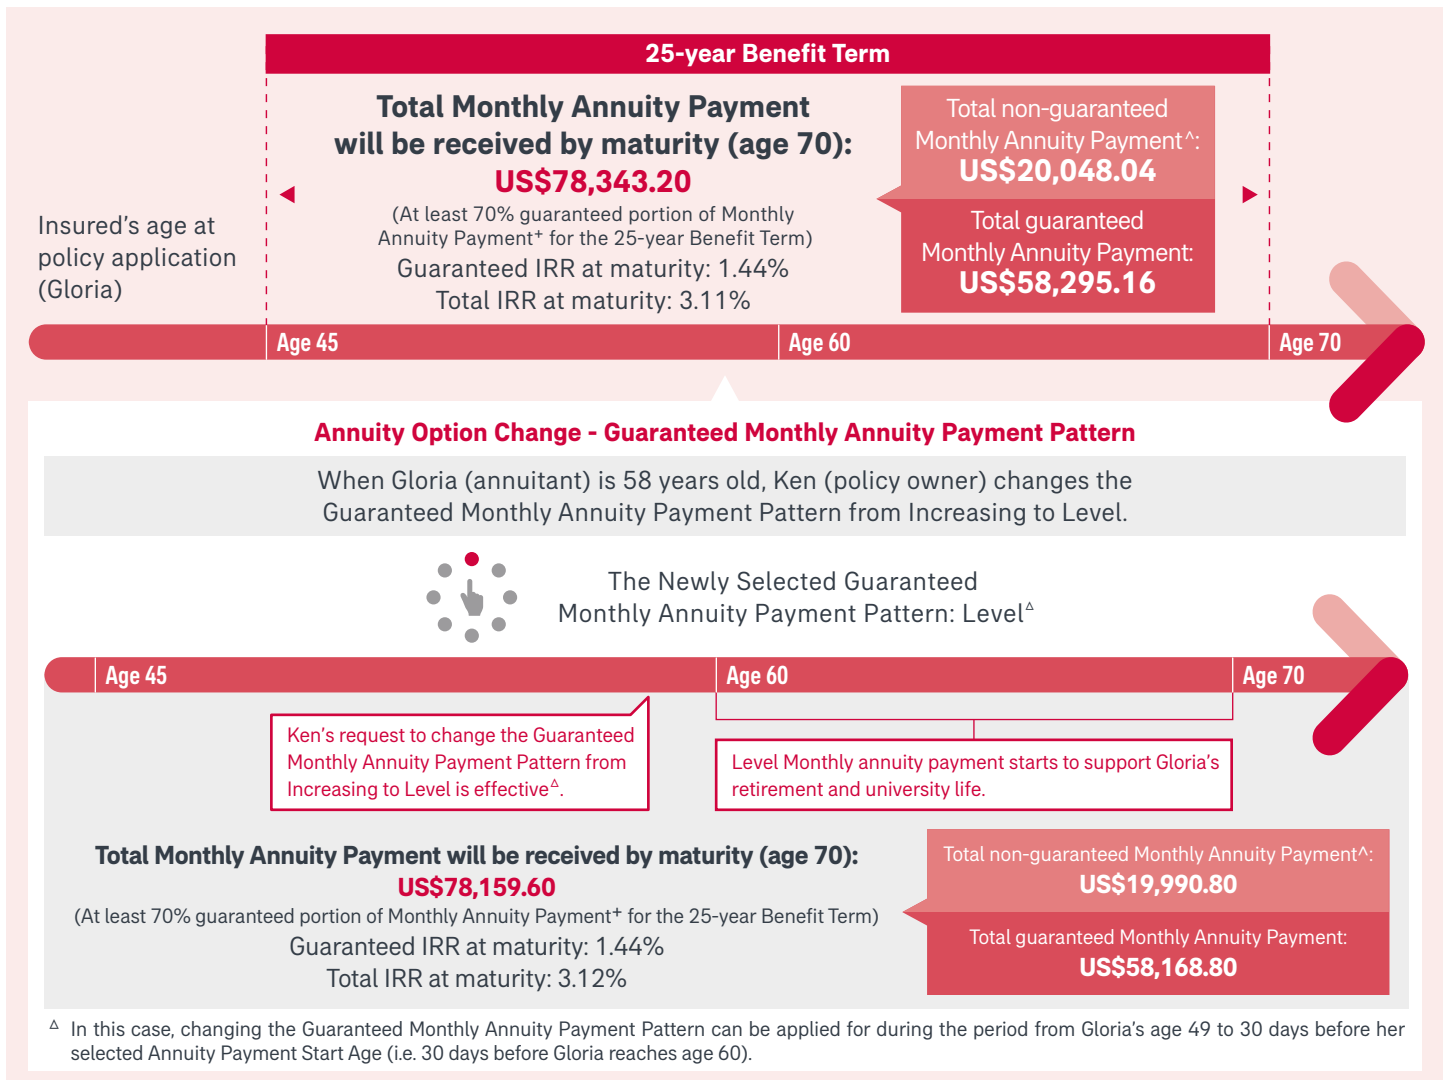 25-year Benefit Term
Total Monthly Annuity Payment
will be received by maturity (age 70):
US$78,343.20
(At least 70% guaranteed portion of Monthly
Annuity Payment+ for the 25-year Benefit Term)
Guaranteed IRR at maturity: 1.44%
Total IRR at maturity: 3.11%
Total non-guaranteed
Monthly Annuity Payment^:
US$20,048.04
Total guaranteed
Monthly Annuity Payment:
US$58,295.16
Insured's age at
policy application
(Gloria)
Age 45
Age 60
Age 70
Annuity Option Change - Guaranteed Monthly Annuity Payment Pattern
When Gloria (annuitant) is 58 years old, Ken (policy owner) changes the
Guaranteed Monthly Annuity Payment Pattern from Increasing to Level.
The Newly Selected Guaranteed
Monthly Annuity Payment Pattern: Level△
Age 45
Age 60
Age 70
Ken's request to change the Guaranteed
Monthly Annuity Payment Pattern from
Increasing to Level is effective△.
Level Monthly annuity payment starts to support Gloria's
retirement and university life.
Total Monthly Annuity Payment will be received by maturity (age 70):
US$78,159.60
(At least 70% guaranteed portion of Monthly Annuity Payment+ for the 25-year Benefit Term)
Guaranteed IRR at maturity: 1.44%
Total IRR at maturity: 3.12%
Total non-guaranteed Monthly Annuity Payment^:
US$19,990.80
Total guaranteed Monthly Annuity Payment:
US$58,168.80
△ In this case, changing the Guaranteed Monthly Annuity Payment Pattern can be applied for during the period from Gloria's age 49 to 30 days before her
selected Annuity Payment Start Age (i.e. 30 days before Gloria reaches age 60).